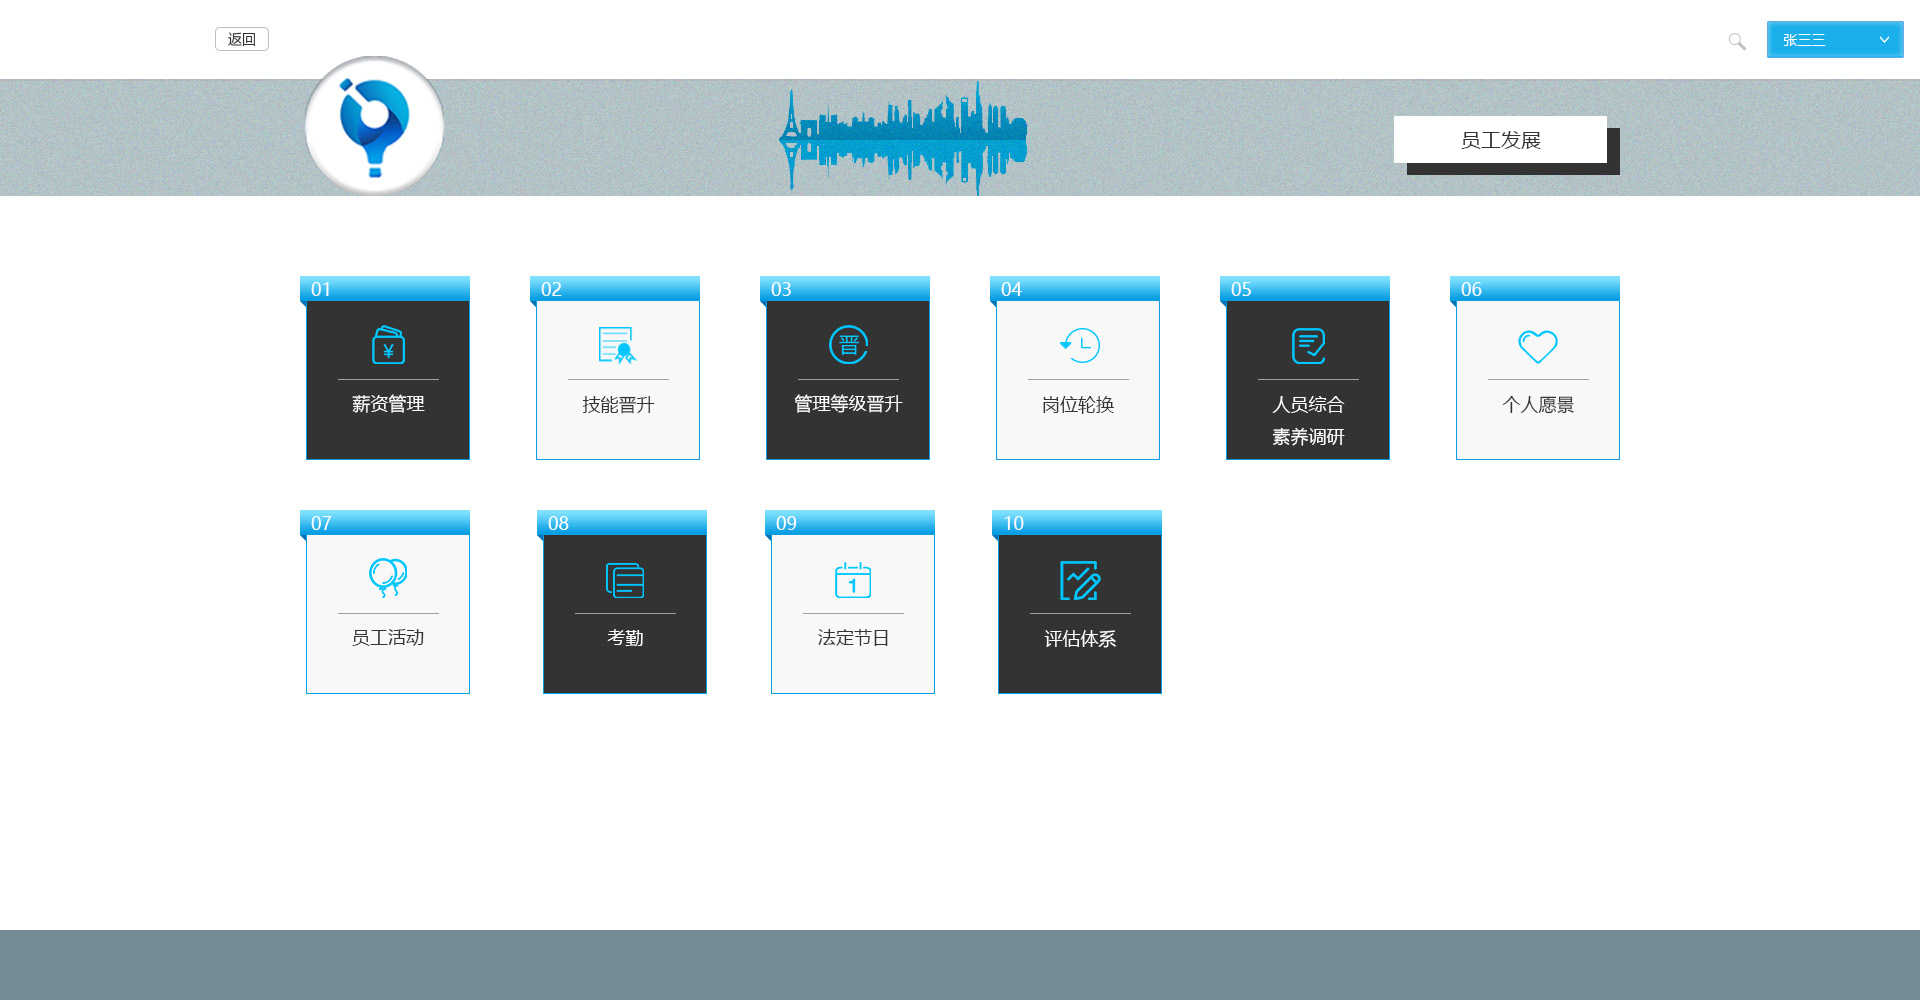 返回
张三三
员工发展
01
02
03
04
05
06
¥
晋
薪资管理
技能晋升
管理等级晋升
岗位轮换
人员综合
素养调研
个人愿景
07
08
09
10
1
员工活动
考勤
法定节日
评估体系